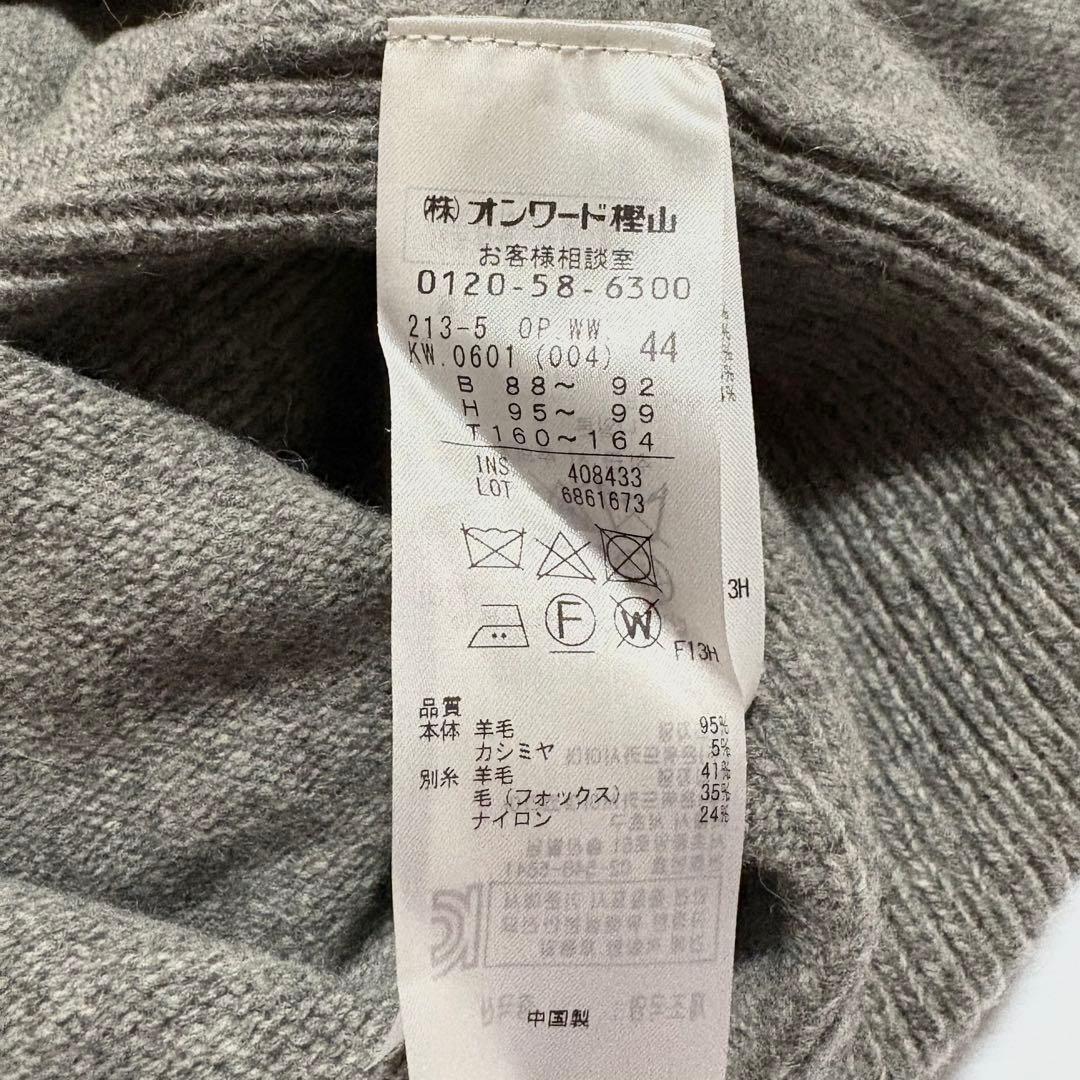 ㈱オンワード樫山
お客様相談室
0120-58-6300
213-5 OP WW.
KW.0601 (004) 44
B 88～ 92
H 95～ 99
T 160～164
INS 408433
LOT 6861673
F
W
3H
F13H
品質
本体 羊毛 95%
カシミヤ 5%
別糸 羊毛 41%
毛(フォックス) 35%
ナイロン 24%
中国製